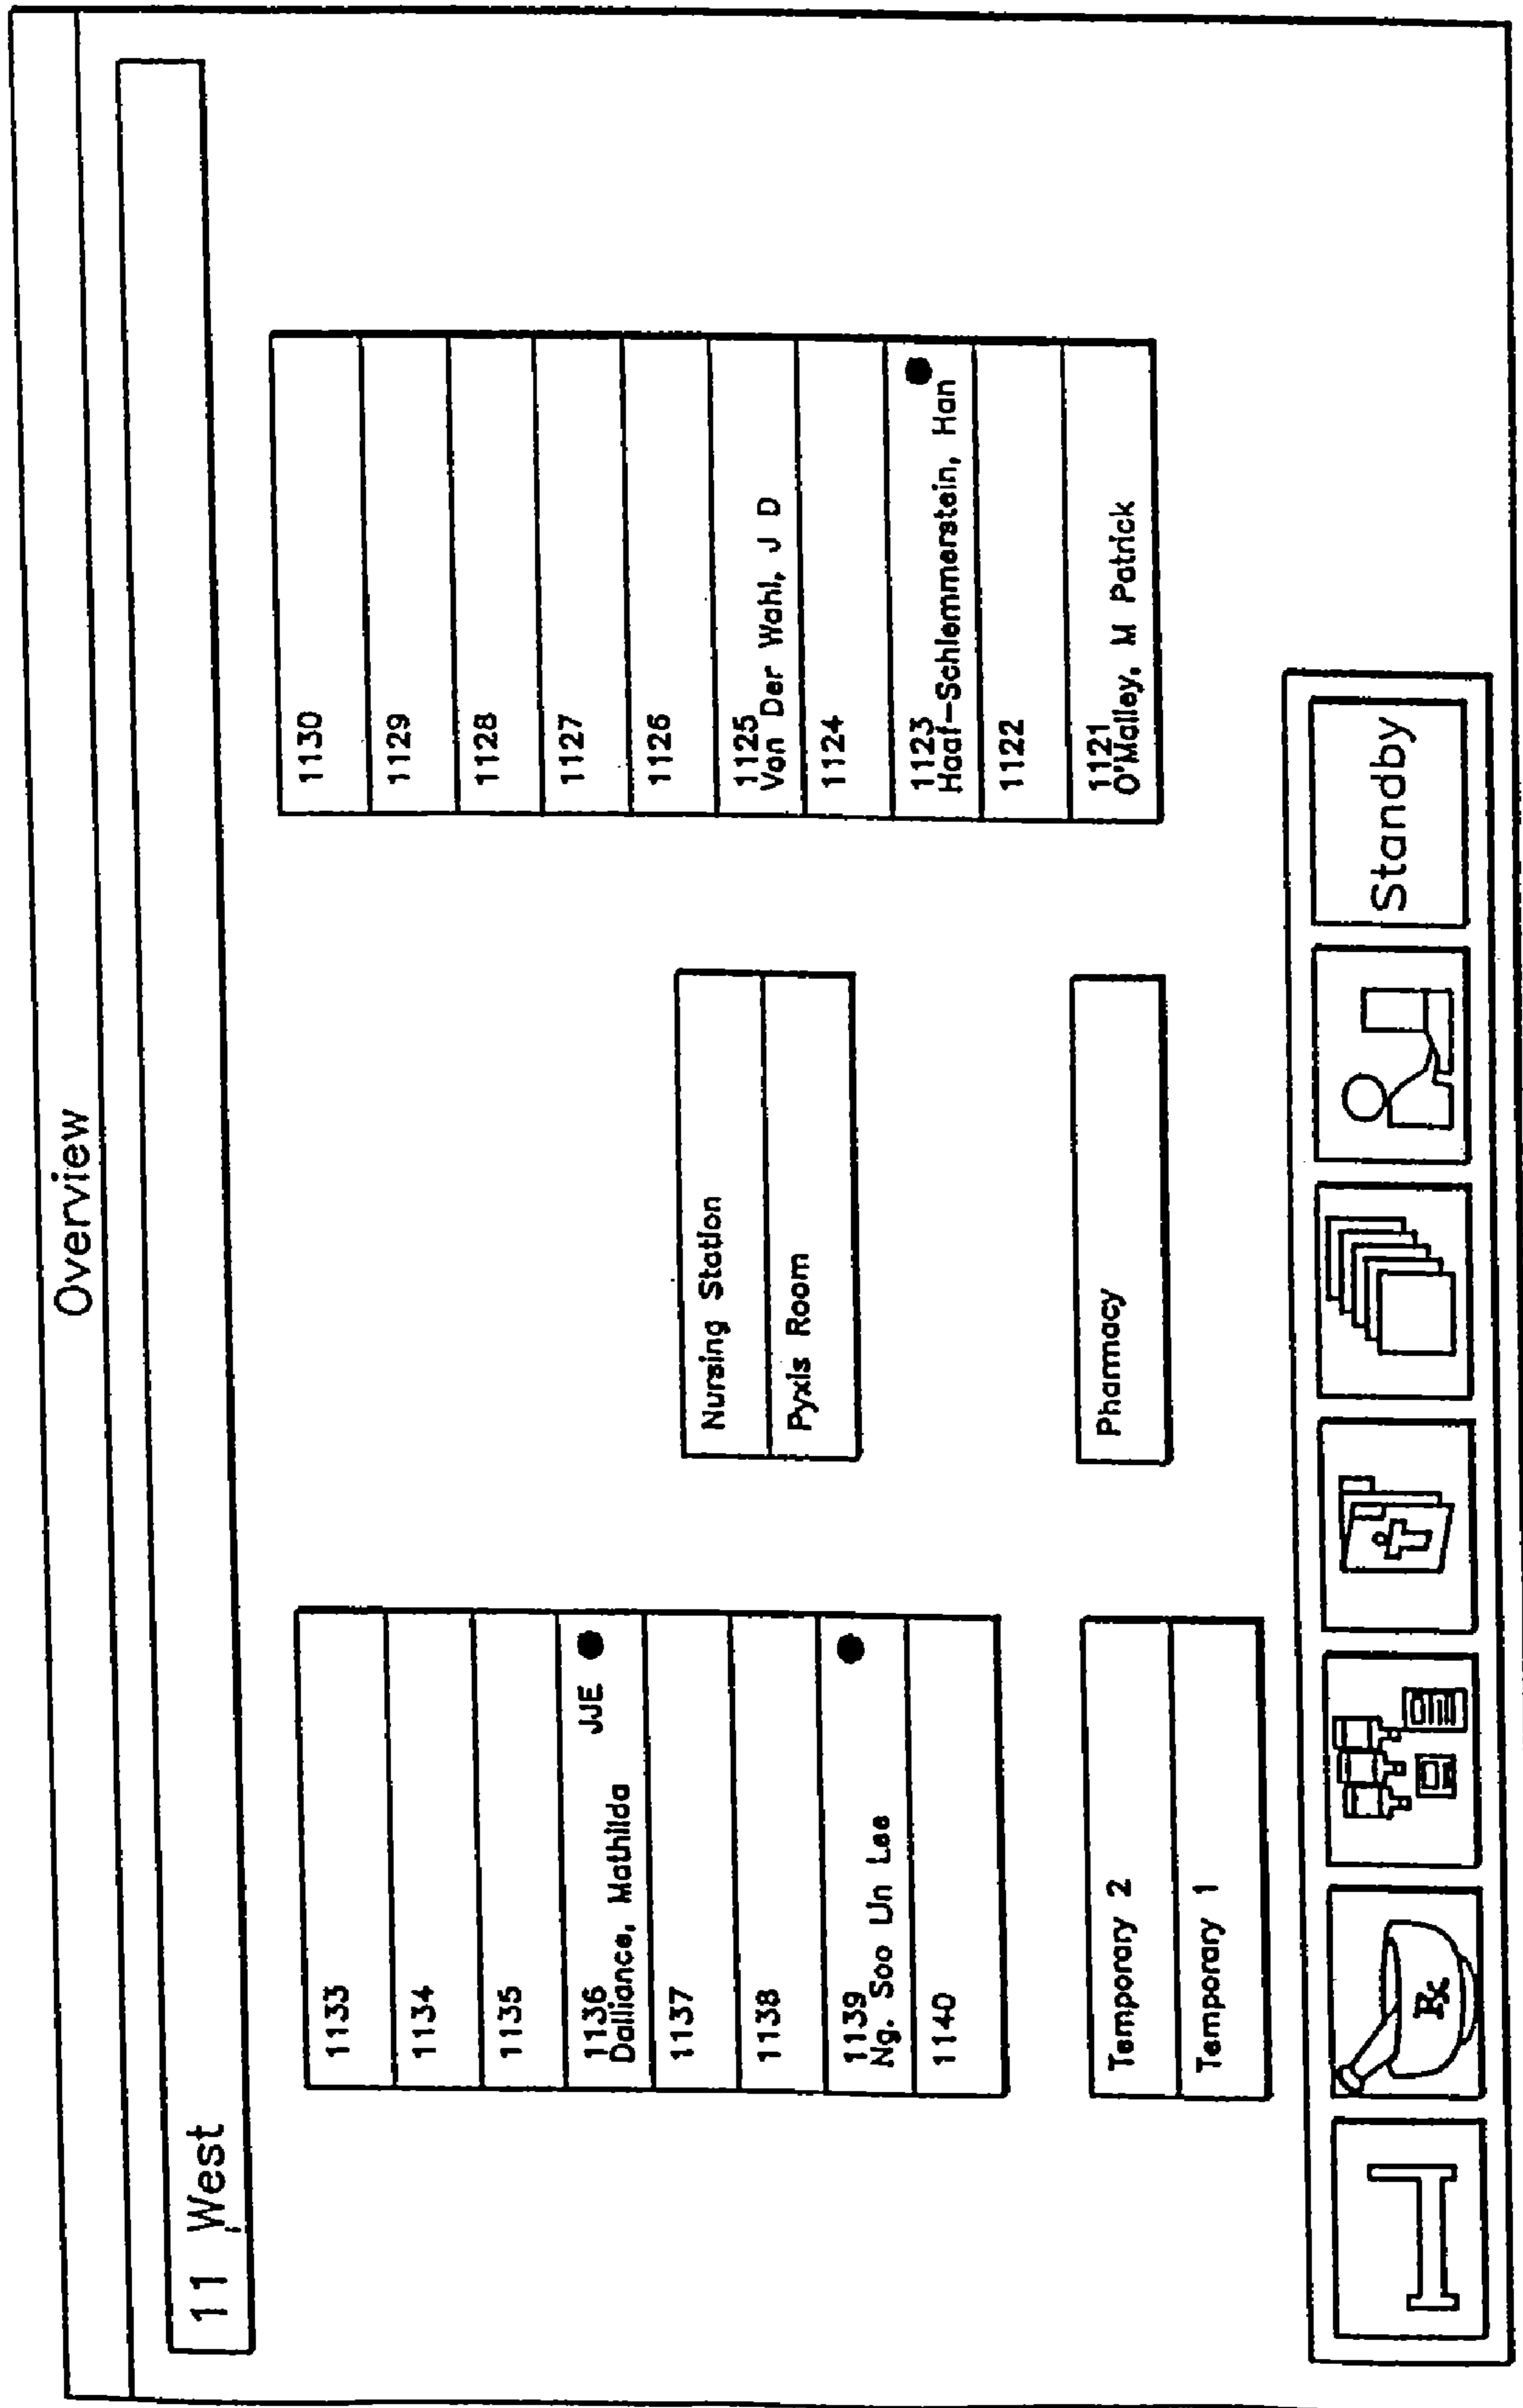 Overview
11 West
1133
1134
1135
1136 JJE
Dalliance, Mathilda
1137
1138
1139
Ng. Soo Un Lee
1140
Temporary 2
Temporary 1
Nursing Station
Pyxis Room
Pharmacy
1130
1129
1128
1127
1126
1125
Von Der Wahl, J D
1124
1123
Haaf-Schlemmerstein, Han
1122
1121
O'Malley, M Patrick
Rx
Standby